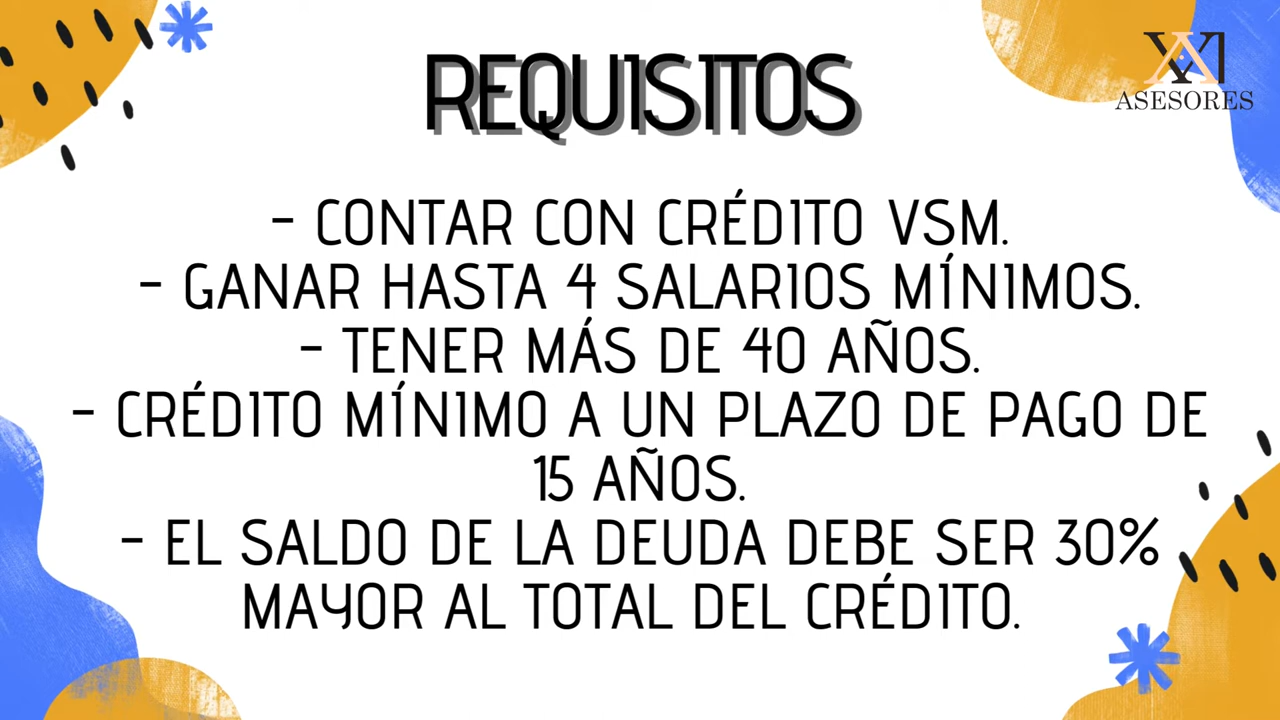 ASESORES
REQUISITOS
- CONTAR CON CRÉDITO VSM.
- GANAR HASTA 4 SALARIOS MÍNIMOS.
- TENER MÁS DE 40 AÑOS.
- CRÉDITO MÍNIMO A UN PLAZO DE PAGO DE
15 AÑOS.
- EL SALDO DE LA DEUDA DEBE SER 30%
MAYOR AL TOTAL DEL CRÉDITO.